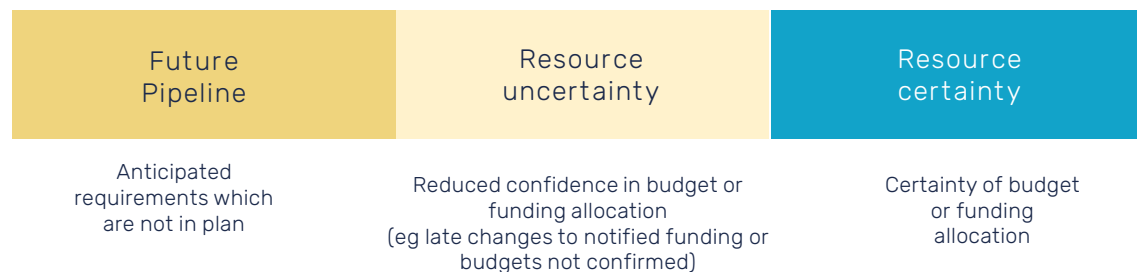 Future
Pipeline
Resource
uncertainty
Resource
certainty
Anticipated
requirements which
are not in plan
Reduced confidence in budget or
funding allocation
(eg late changes to notified funding or
budgets not confirmed)
Certainty of budget
or funding
allocation